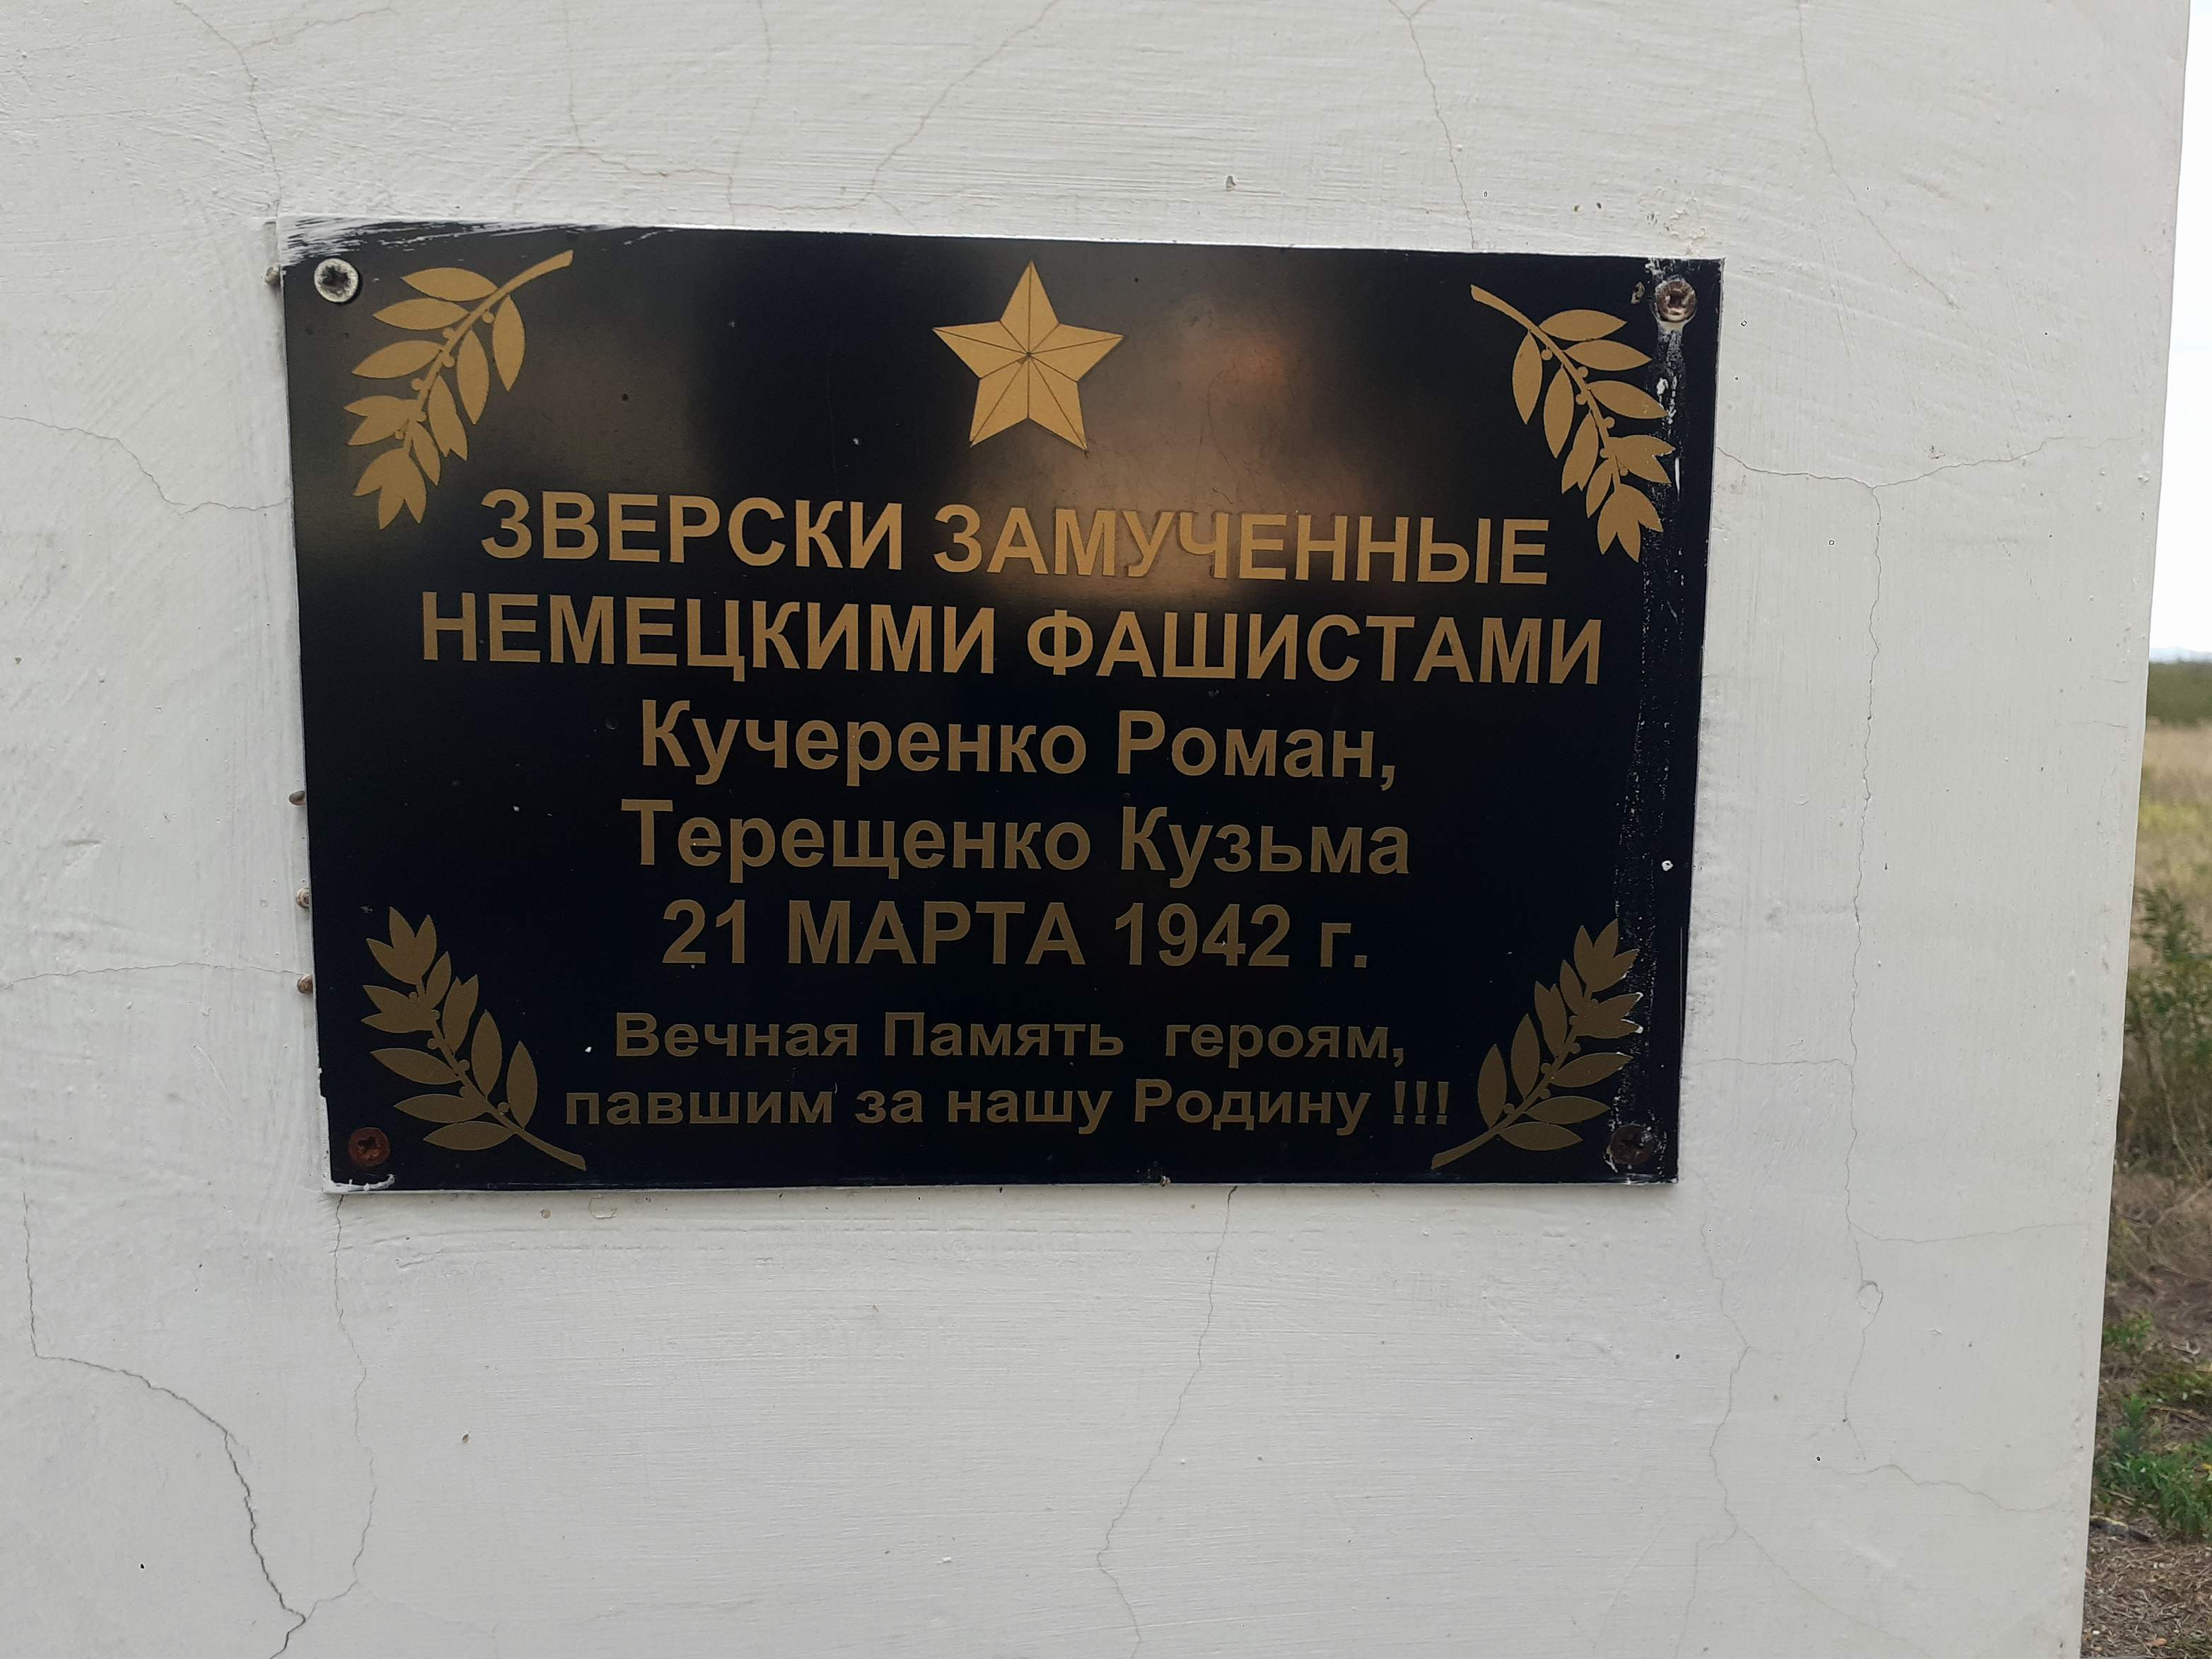 ЗВЕРСКИ ЗАМУЧЕННЫЕ
НЕМЕЦКИМИ ФАШИСТАМИ
Кучеренко Роман,
Терещенко Кузьма
21 МАРТА 1942 г.
Вечная Память героям,
павшим за нашу Родину !!!